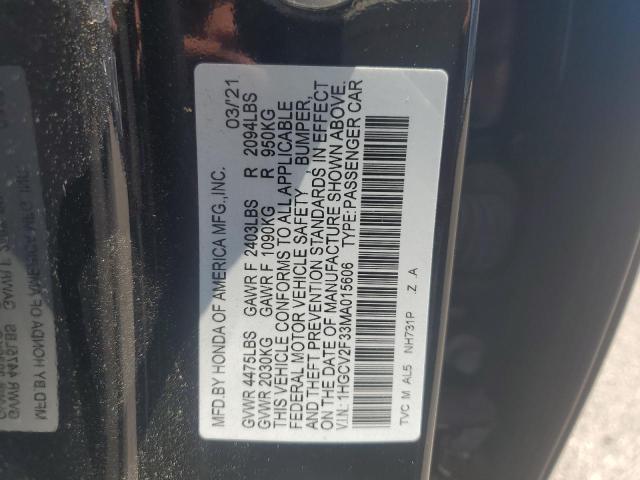 MFD.BY HONDA OF AMERICA MFG.,INC. 03/'21
GVWR 4475LBS GAWR F 2403LBS R 2094LBS
GVWR 2030KG GAWR F 1090KG R 950KG
THIS VEHICLE CONFORMS TO ALL APPLICABLE
FEDERAL MOTOR VEHICLE SAFETY, BUMPER,
AND THEFT PREVENTION STANDARDS IN EFFECT
ON THE DATE OF MANUFACTURE SHOWN ABOVE.
V.I.N.: 1HGCV2F33MA015606 TYPE:PASSENGER CAR
TVC M AL5 NH731P .Z .A